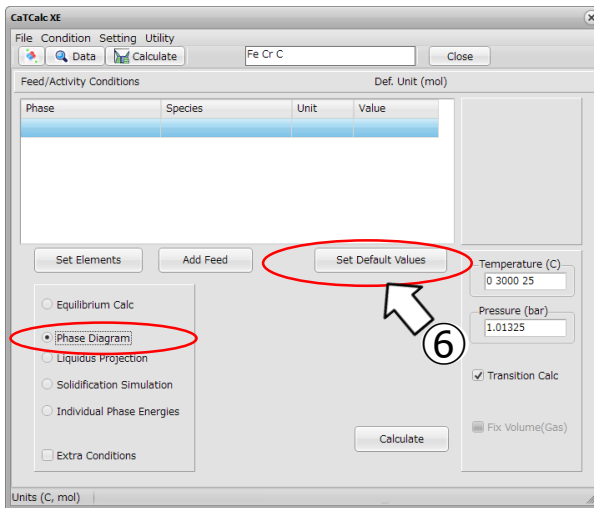 CaTCalc XE
File Condition Setting Utility
Data Calculate Fe Cr C Close
Feed/Activity Conditions Def. Unit (mol)
Phase Species Unit Value
Set Elements Add Feed Set Default Values
Temperature (C)
0 3000 25
Equilibrium Calc
Pressure (bar)
1.01325
Phase Diagram
⑥
Liquidus Projection
Transition Calc
Solidification Simulation
Individual Phase Energies
Fix Volume(Gas)
Calculate
Extra Conditions
Units (C, mol)